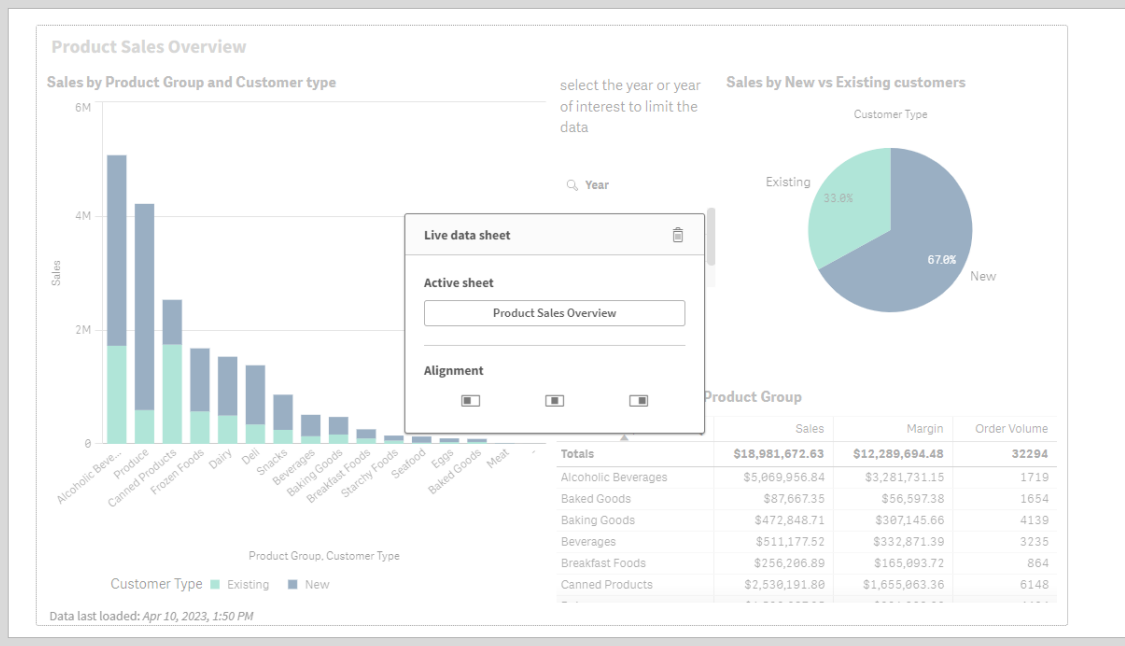 Product Sales Overview
Sales by Product Group and Customer type
6M
4M
2M
0
Sales
Alcoholic Beve...
Produce
Canned Products
Frozen Foods
Dairy
Deli
Snacks
Beverages
Baking Goods
Breakfast Foods
Starchy Foods
Seafood
Eggs
Baked Goods
Meat
-
Product Group, Customer Type
Customer Type Existing New
Data last loaded: Apr 10, 2023, 1:50 PM
select the year or year
of interest to limit the
data
Year
Live data sheet
Active sheet
Product Sales Overview
Alignment
Sales by New vs Existing customers
Customer Type
Existing
33.0%
67.0%
New
Product Group
Sales Margin Order Volume
Totals $18,981,672.63 $12,289,694.48 32294
Alcoholic Beverages $5,069,956.84 $3,281,731.15 1719
Baked Goods $87,667.35 $56,597.38 1654
Baking Goods $472,848.71 $307,145.66 4139
Beverages $511,177.52 $332,871.39 3235
Breakfast Foods $256,206.89 $165,093.72 864
Canned Products $2,530,191.80 $1,655,063.36 6148